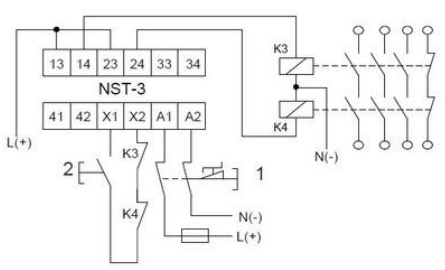 K3
13 14 23 24 33 34
NST-3
41 42 X1 X2 A1 A2
K4
L(+)
N(-)
K3
2
1
K4
N(-)
L(+)